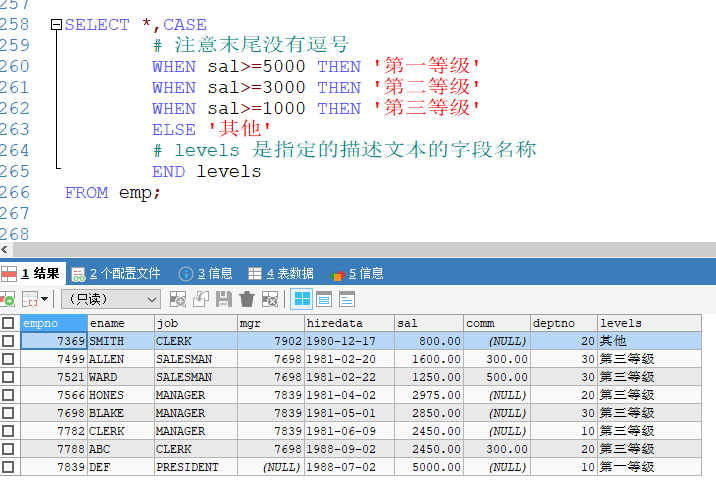 257
258 SELECT *,CASE
259 # 注意末尾没有逗号
260 WHEN sal>=5000 THEN '第一等级'
261 WHEN sal>=3000 THEN '第二等级'
262 WHEN sal>=1000 THEN '第三等级'
263 ELSE '其他'
264 # levels 是指定的描述文本的字段名称
265 END levels
266 FROM emp;
267
268
1 结果 2 个配置文件 3 信息 4 表数据 5 信息
（只读）
empno ename job mgr hiredata sal comm deptno levels
7369 SMITH CLERK 7902 1980-12-17 800.00 (NULL) 20 其他
7499 ALLEN SALESMAN 7698 1981-02-20 1600.00 300.00 30 第三等级
7521 WARD SALESMAN 7698 1981-02-22 1250.00 500.00 30 第三等级
7566 HONES MANAGER 7839 1981-04-02 2975.00 (NULL) 20 第三等级
7698 BLAKE MANAGER 7839 1981-05-01 2850.00 (NULL) 30 第三等级
7782 CLERK MANAGER 7839 1981-06-09 2450.00 (NULL) 10 第三等级
7788 ABC CLERK 7698 1988-09-02 2450.00 300.00 20 第三等级
7839 DEF PRESIDENT (NULL) 1988-07-02 5000.00 (NULL) 10 第一等级